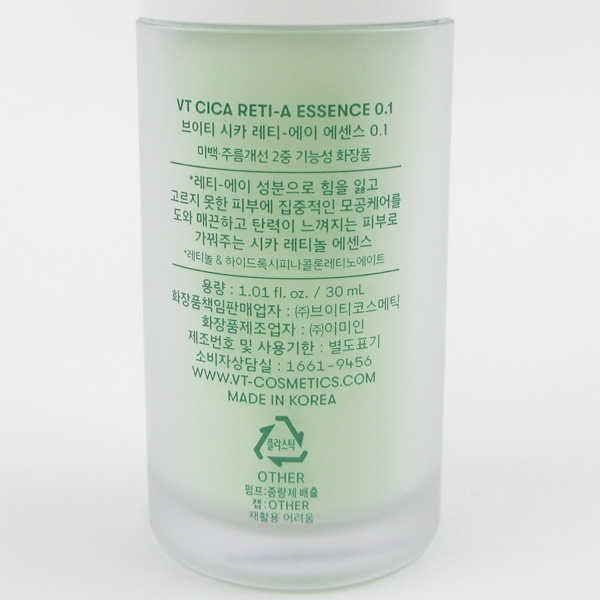 VT CICA RETI-A ESSENCE 0.1
브이티 시카 레티-에이 에센스 0.1
미백·주름개선 2중 기능성 화장품
*레티-에이 성분으로 힘을 잃고
고르지 못한 피부에 집중적인 모공케어를
도와 매끈하고 탄력이 느껴지는 피부로
가꿔주는 시카 레티놀 에센스
*레티놀 & 하이드록시피나콜론레티노에이트
용량 : 1.01 fl. oz. / 30 mL
화장품책임판매업자 : ㈜브이티코스메틱
화장품제조업자 : ㈜이미인
제조번호 및 사용기한 : 별도표기
소비자상담실 : 1661-9456
WWW.VT-COSMETICS.COM
MADE IN KOREA
플라스틱
OTHER
펌프:종량제 배출
캡:OTHER
재활용 어려움